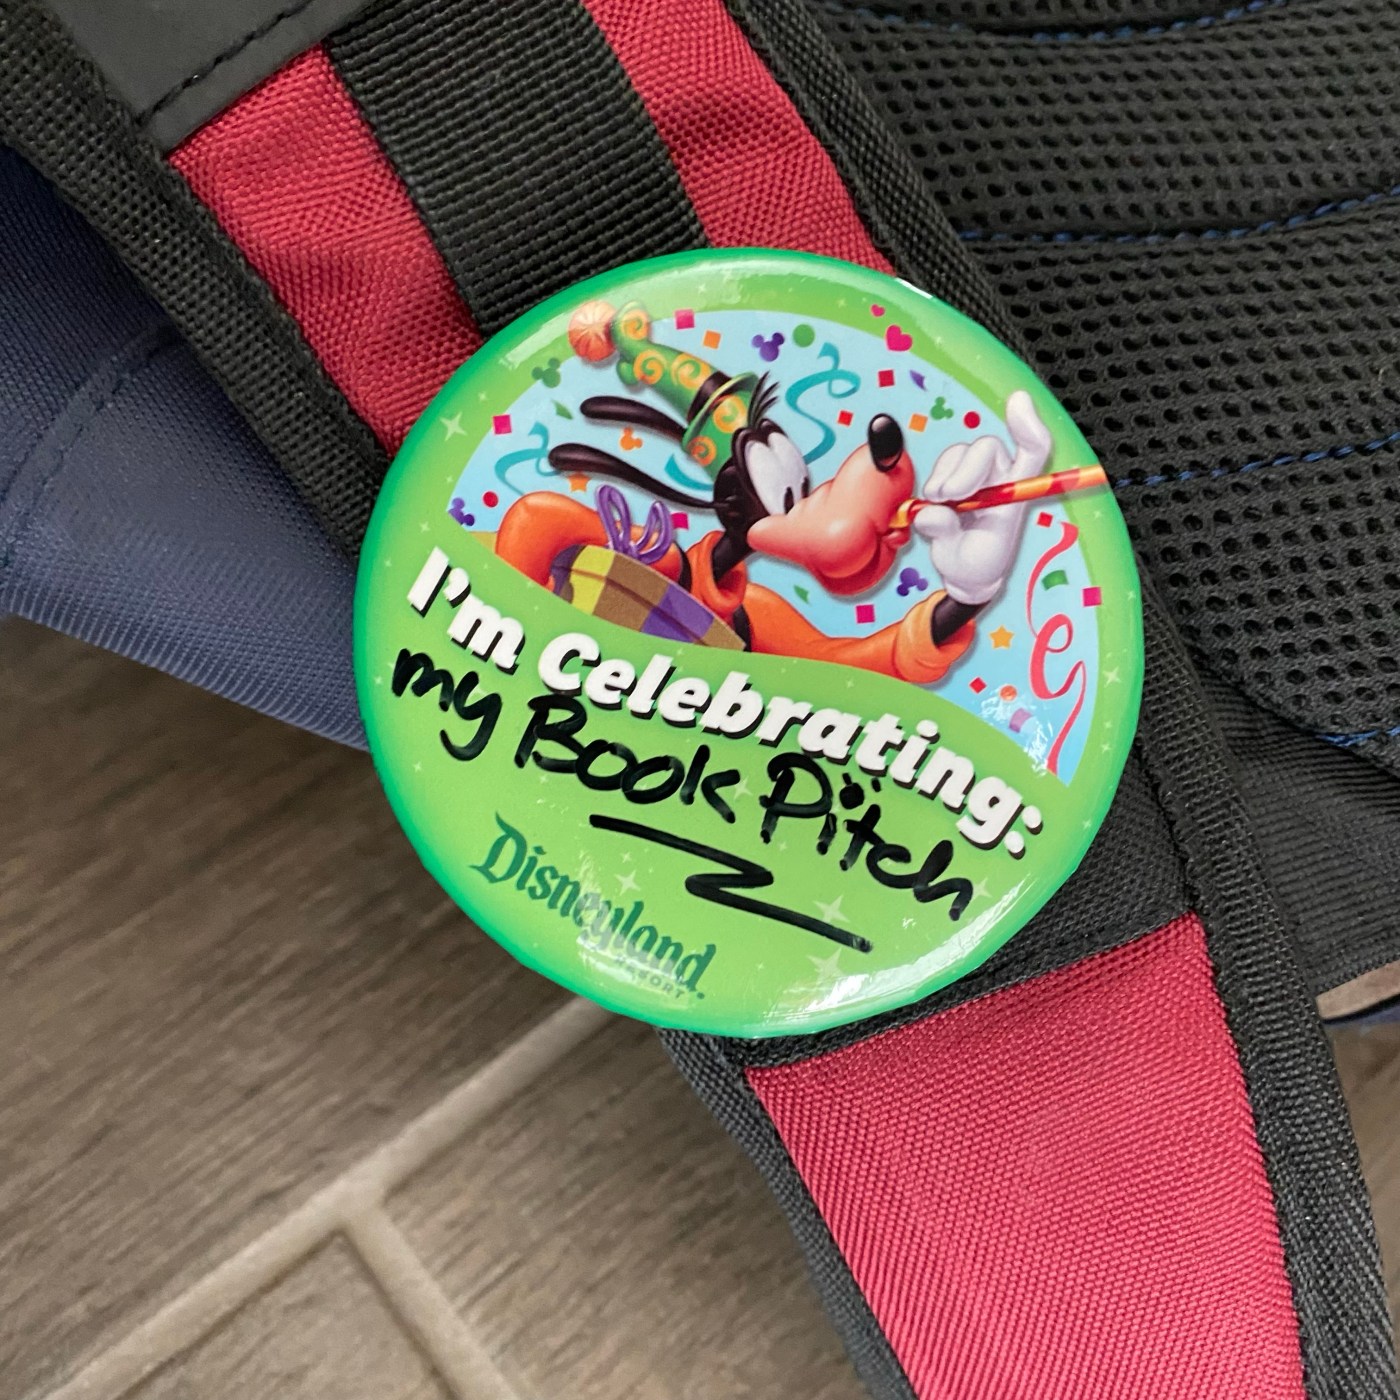 I'm Celebrating:
my Book Pitch
Disneyland
RESORT